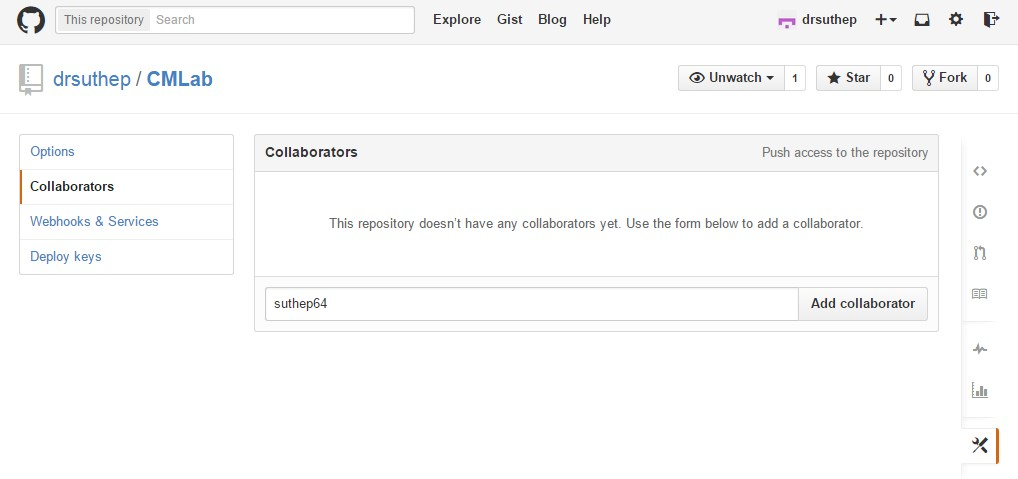 This repository Search Explore Gist Blog Help drsuthep
drsuthep / CMLab Unwatch 1 Star 0 Fork 0
Options
Collaborators
Webhooks & Services
Deploy keys
Collaborators Push access to the repository
This repository doesn't have any collaborators yet. Use the form below to add a collaborator.
suthep64 Add collaborator